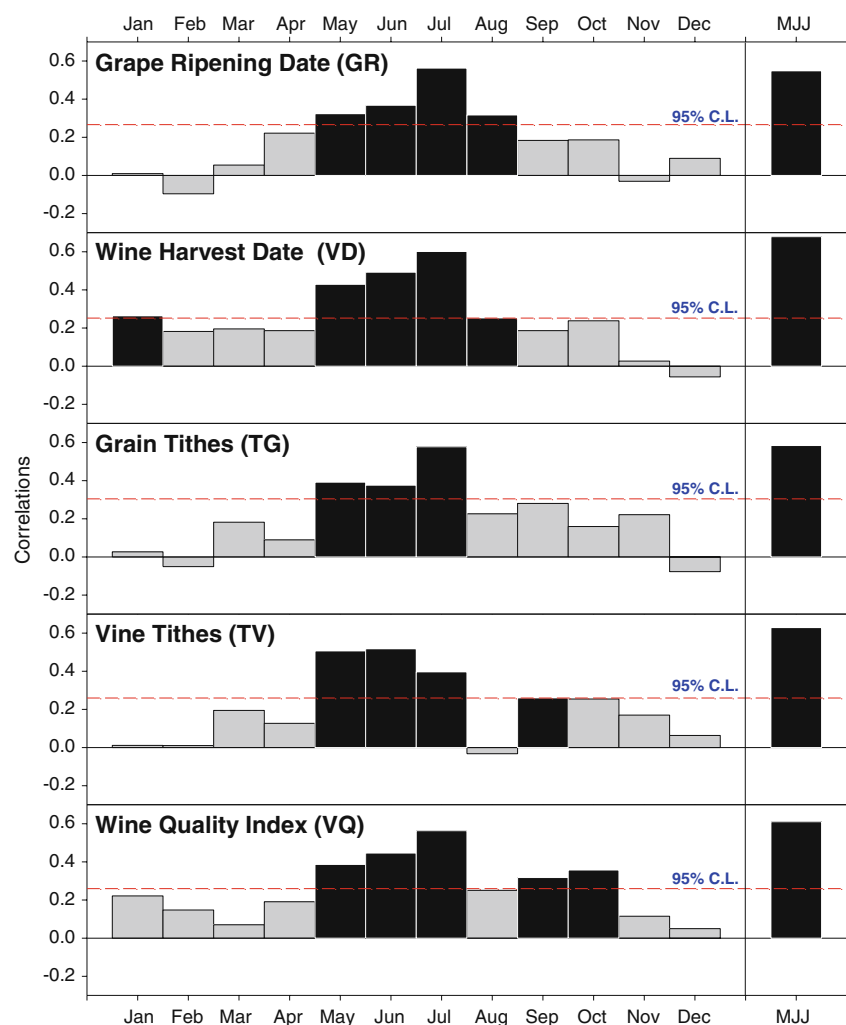 Jan Feb Mar Apr May Jun Jul Aug Sep Oct Nov Dec MJJ
Correlations
Grape Ripening Date (GR)
95% C.L.
0.6
0.4
0.2
0.0
-0.2
Wine Harvest Date (VD)
95% C.L.
0.6
0.4
0.2
0.0
-0.2
Grain Tithes (TG)
95% C.L.
0.6
0.4
0.2
0.0
-0.2
Vine Tithes (TV)
95% C.L.
0.6
0.4
0.2
0.0
-0.2
Wine Quality Index (VQ)
95% C.L.
0.6
0.4
0.2
0.0
-0.2
Jan Feb Mar Apr May Jun Jul Aug Sep Oct Nov Dec MJJ